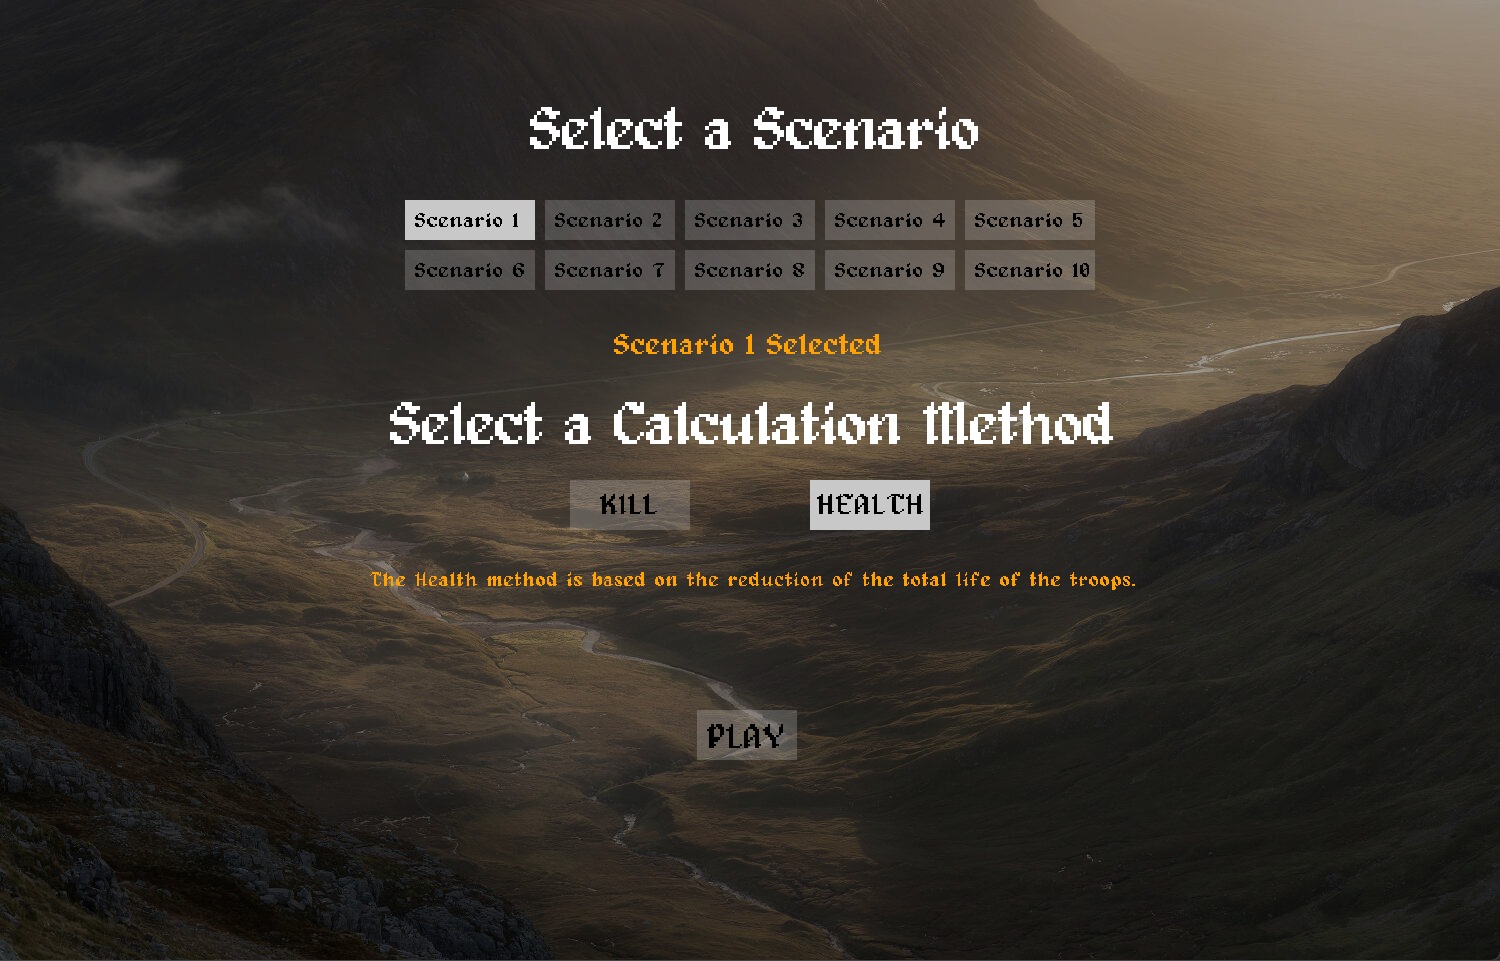 Select a Scenario
Scenario 1 Scenario 2 Scenario 3 Scenario 4 Scenario 5
Scenario 6 Scenario 7 Scenario 8 Scenario 9 Scenario 10
Scenario 1 Selected
Select a Calculation Method
KILL HEALTH
The Health method is based on the reduction of the total life of the troops.
PLAY